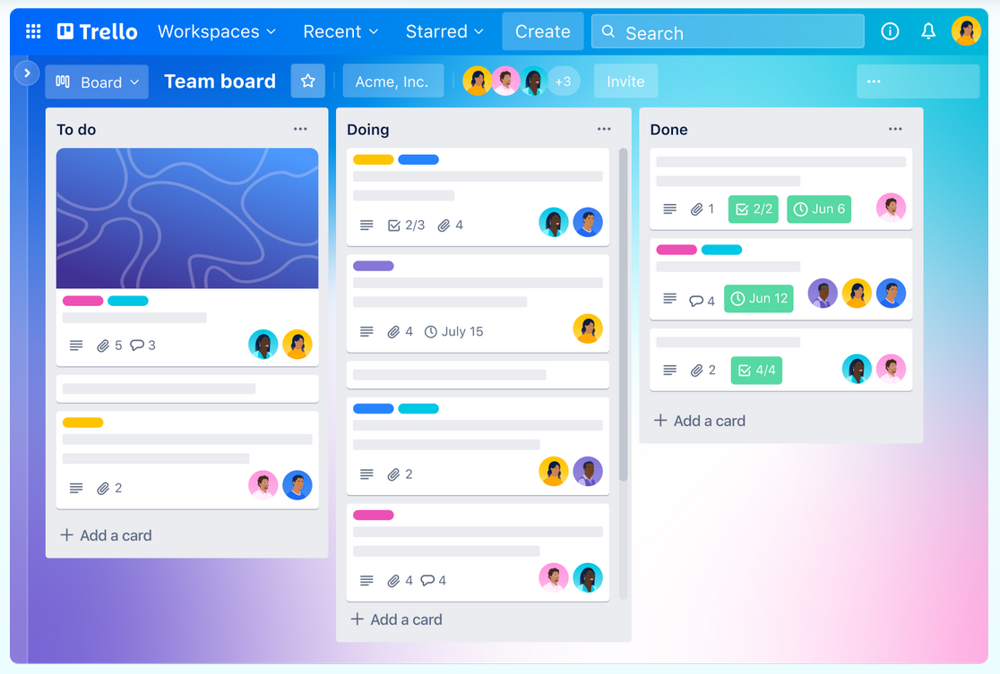 Trello Workspaces Recent Starred Create Search
Board Team board Acme, Inc. +3 Invite
To do
5 3
2
+ Add a card
Doing
2/3 4
4 July 15
2
4 4
+ Add a card
Done
1 2/2 Jun 6
4 Jun 12
2 4/4
+ Add a card